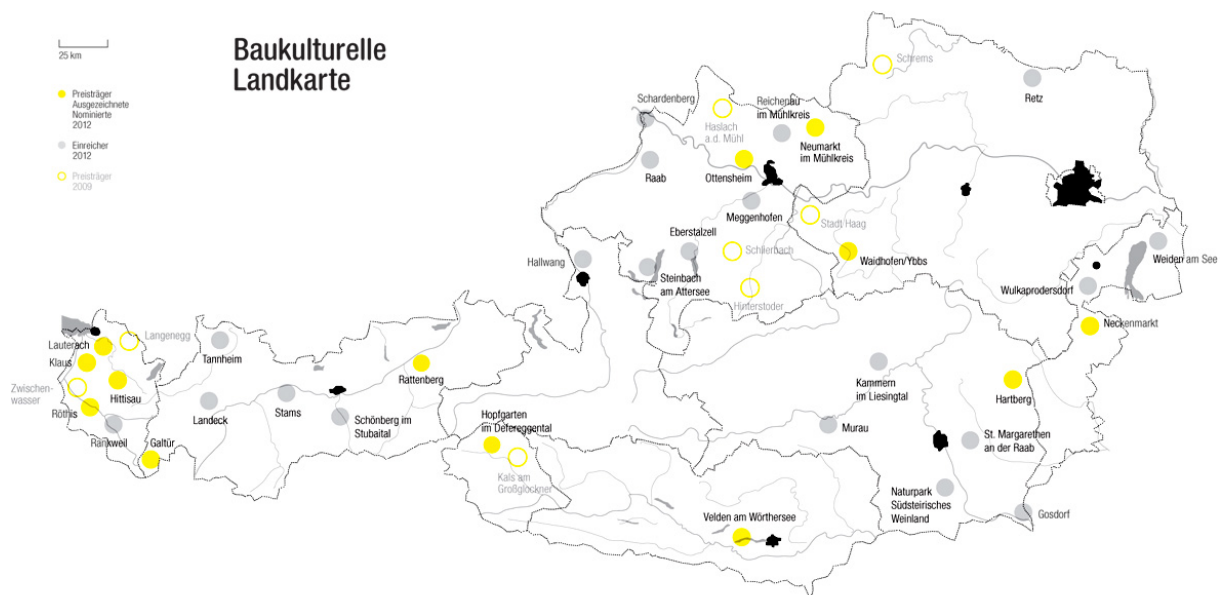 Baukulturelle
Landkarte
25 km
Preisträger
Ausgezeichnete
Nominierte
2012
Einreicher
2012
Preisträger
2009
Schrems
Retz
Schardenberg
Reichenau
im Mühlkreis
Haslach
a.d. Mühl
Neumarkt
im Mühlkreis
Raab
Ottensheim
Meggenhofen
Stadt Haag
Eberstalzell
Schlierbach
Waidhofen/Ybbs
Weiden am See
Hallwang
Steinbach
am Attersee
Hinterstoder
Wulkaprodersdorf
Neckenmarkt
Langenegg
Lauterach
Klaus
Tannheim
Zwischen-
wasser
Hittisau
Rattenberg
Kammern
im Liesingtal
Hartberg
Röthis
Landeck
Stams
Schönberg im
Stubaital
Hopfgarten
im Defereggental
Murau
Rankweil
Galtür
St. Margarethen
an der Raab
Kals am
Großglockner
Naturpark
Südsteirisches
Weinland
Gosdorf
Velden am Wörthersee